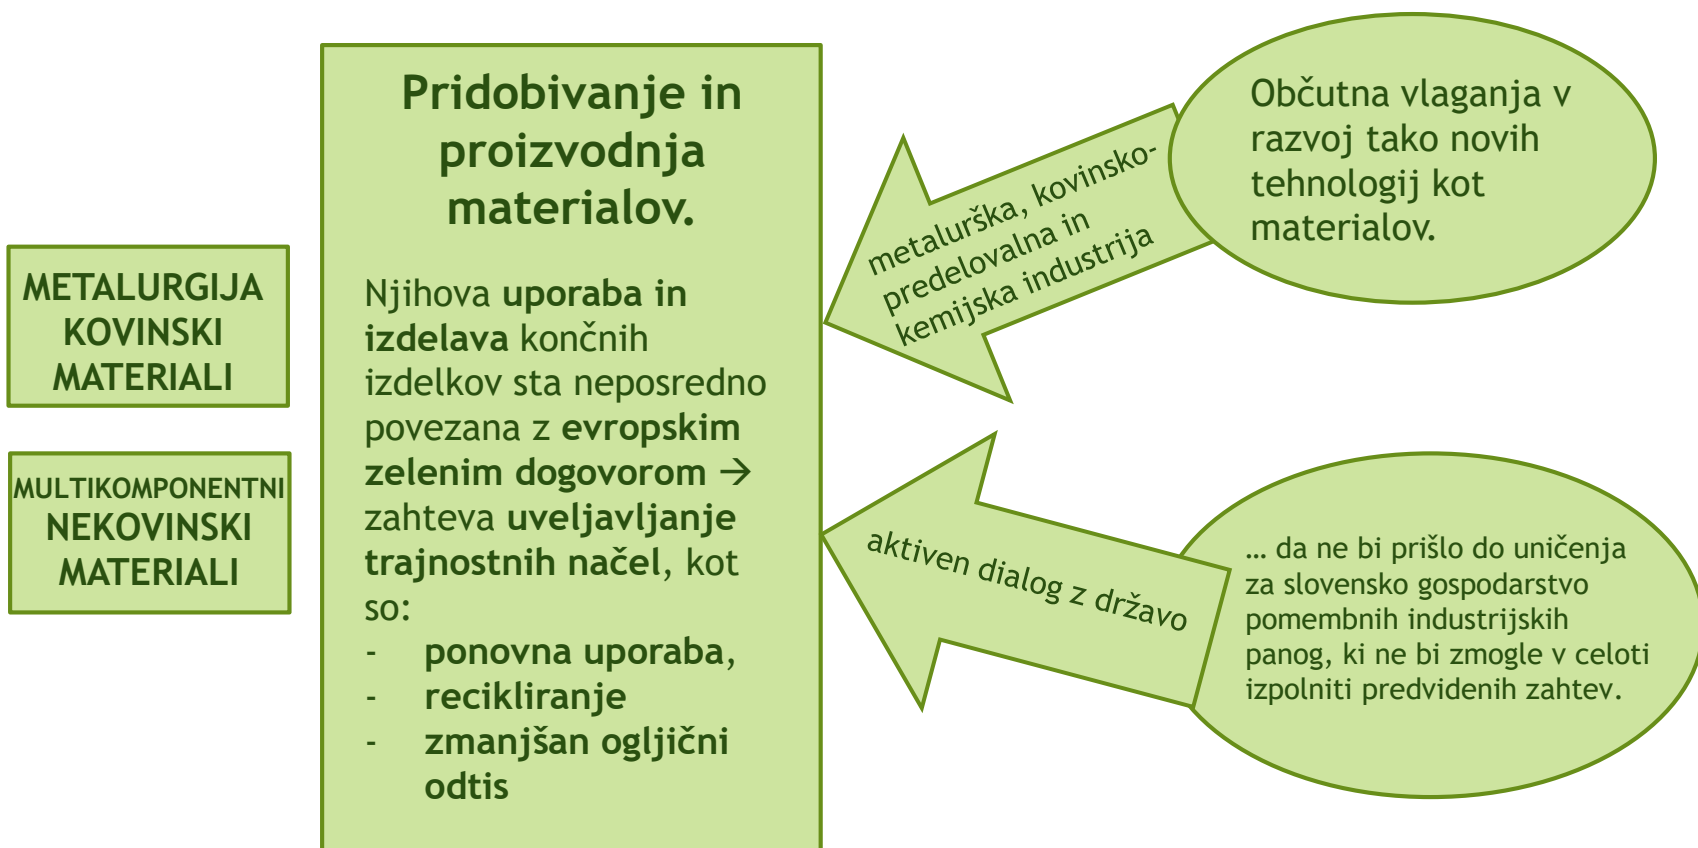 METALURGIJA
KOVINSKI
MATERIALI
MULTIKOMPONENTNI
NEKOVINSKI
MATERIALI
Pridobivanje in
proizvodnja
materialov.
Njihova uporaba in
izdelava končnih
izdelkov sta neposredno
povezana z evropskim
zelenim dogovorom →
zahteva uveljavljanje
trajnostnih načel, kot
so:
- ponovna uporaba,
- recikliranje
- zmanjšan ogljični
odtis
metalurška, kovinsko-
predelovalna in
kemijska industrija
Občutna vlaganja v
razvoj tako novih
tehnologij kot
materialov.
aktiven dialog z državo
… da ne bi prišlo do uničenja
za slovensko gospodarstvo
pomembnih industrijskih
panog, ki ne bi zmogle v celoti
izpolniti predvidenih zahtev.